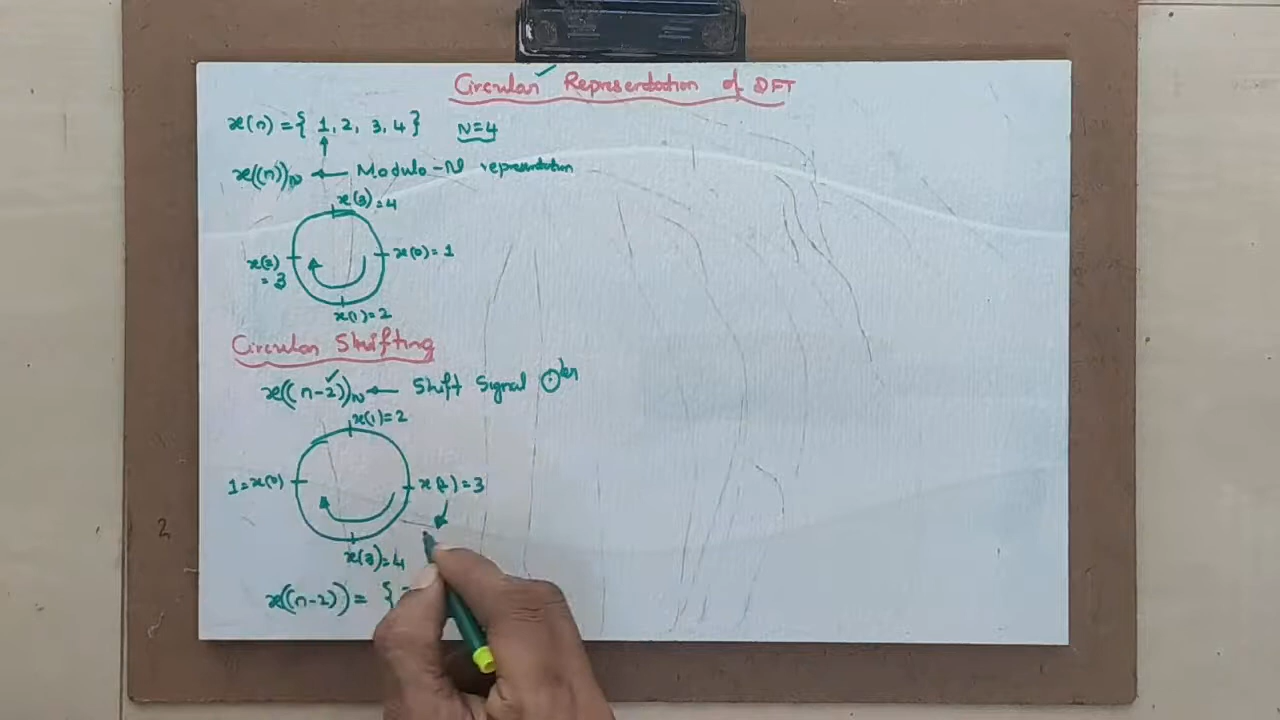 Circular Representation of DFT
x(n) = { 1, 2, 3, 4 } N=4
x((n))N ← Modulo-N representation
x(3) = 4
x(2) = 3
x(0) = 1
x(1) = 2
Circular Shifting
x((n-2))N ← Shift Signal
x(1) = 2
1 = x(0)
x(2) = 3
x(3) = 4
x((n-2)) = {
2